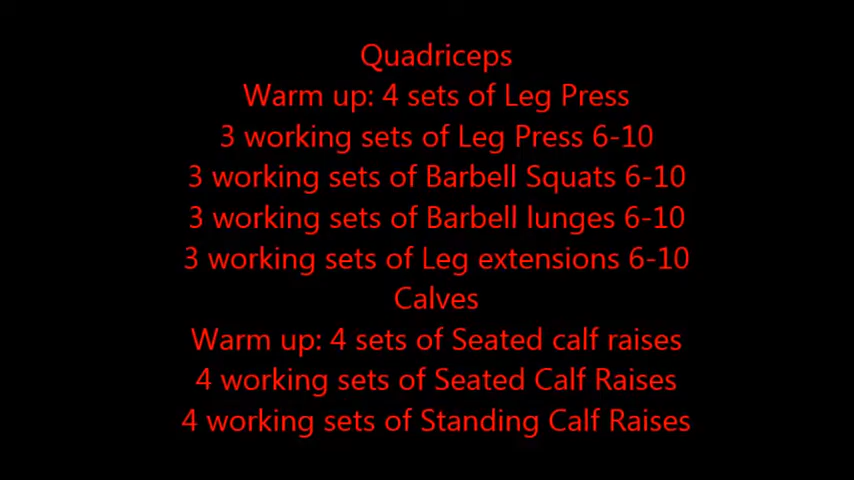 Quadriceps
Warm up: 4 sets of Leg Press
3 working sets of Leg Press 6-10
3 working sets of Barbell Squats 6-10
3 working sets of Barbell lunges 6-10
3 working sets of Leg extensions 6-10
Calves
Warm up: 4 sets of Seated calf raises
4 working sets of Seated Calf Raises
4 working sets of Standing Calf Raises